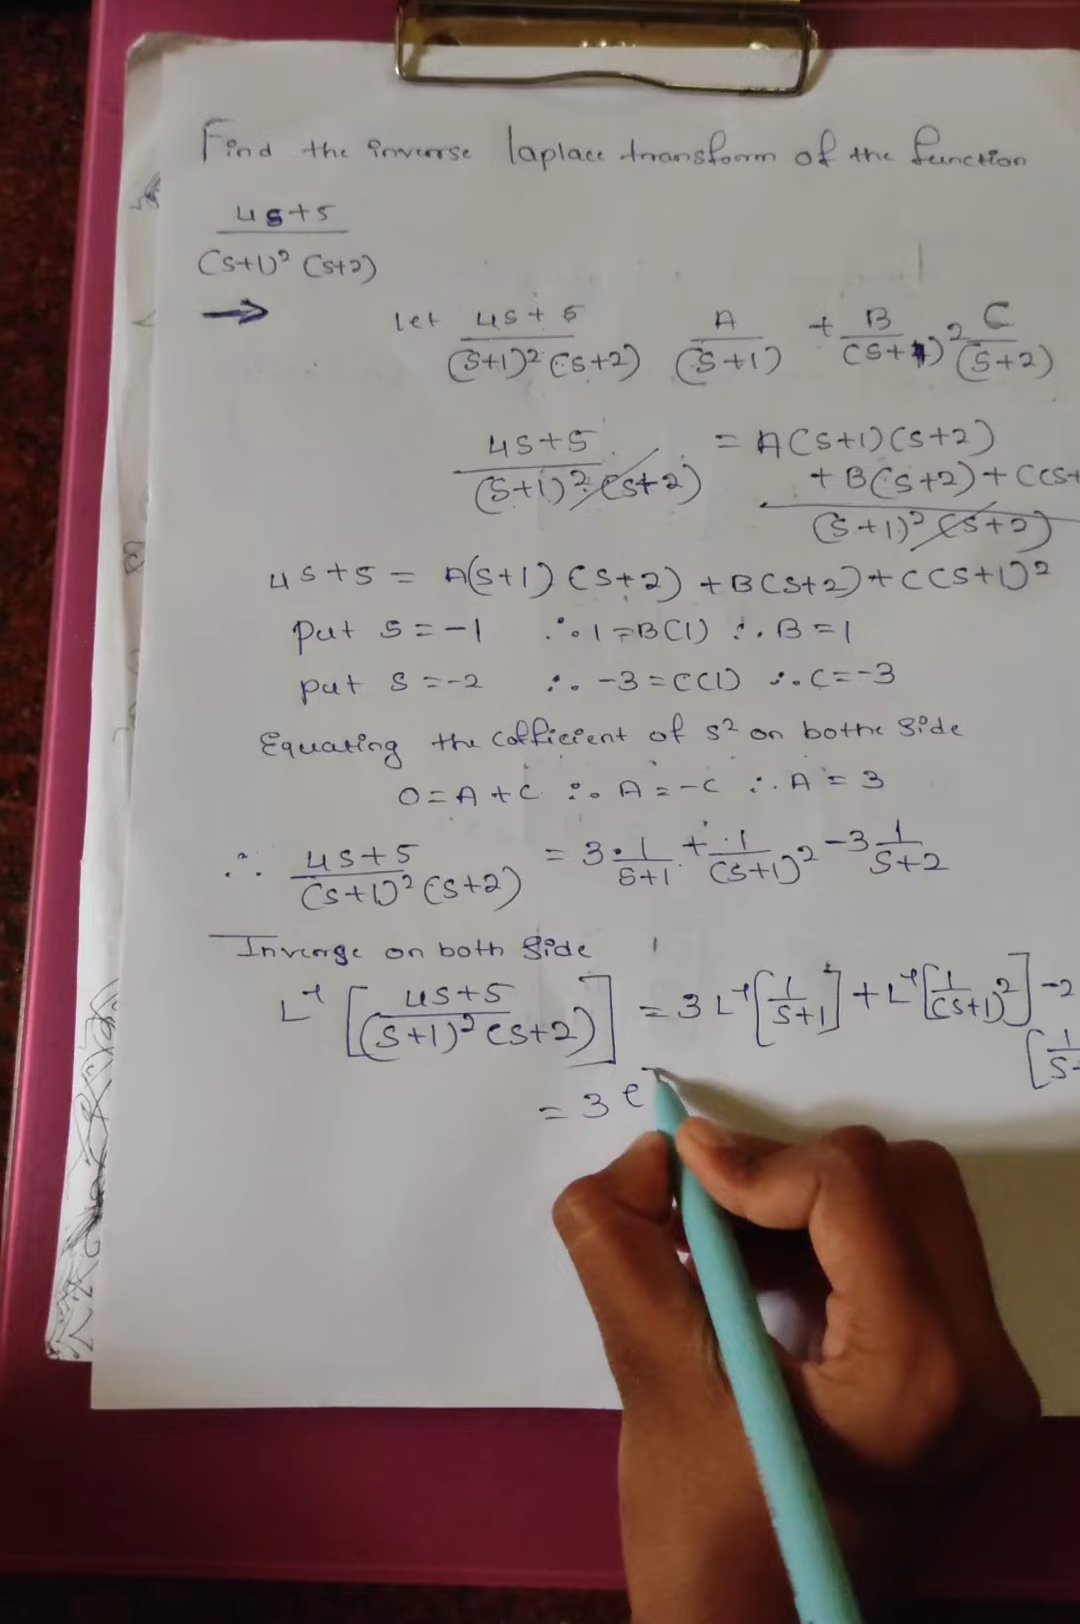 Find the inverse laplace transform of the function
4s+5
(s+1)² (s+2)
→ let 4s+5 / (s+1)² (s+2) A / (s+1) + B / (s+1)² C / (s+2)
4s+5 / (s+1)² (s+2) = A(s+1)(s+2)
+ B(s+2) + C(s+
(s+1)² (s+2)
4s+5 = A(s+1) (s+2) + B(s+2) + C(s+1)²
put s=-1 ∴ 1=B(1) ∴ B=1
put s=-2 ∴ -3=C(1) ∴ C=-3
Equating the cofficient of s² on bothe side
0=A+C ∴ A=-C ∴ A=3
∴ 4s+5 / (s+1)² (s+2) = 3·1 / s+1 + 1 / (s+1)² -3 1 / s+2
Inverge on both side
L⁻¹ [4s+5 / (s+1)² (s+2)] = 3 L⁻¹ [1 / s+1] + L⁻¹ [1 / (s+1)²] -2
[1 / s+
= 3 e⁻